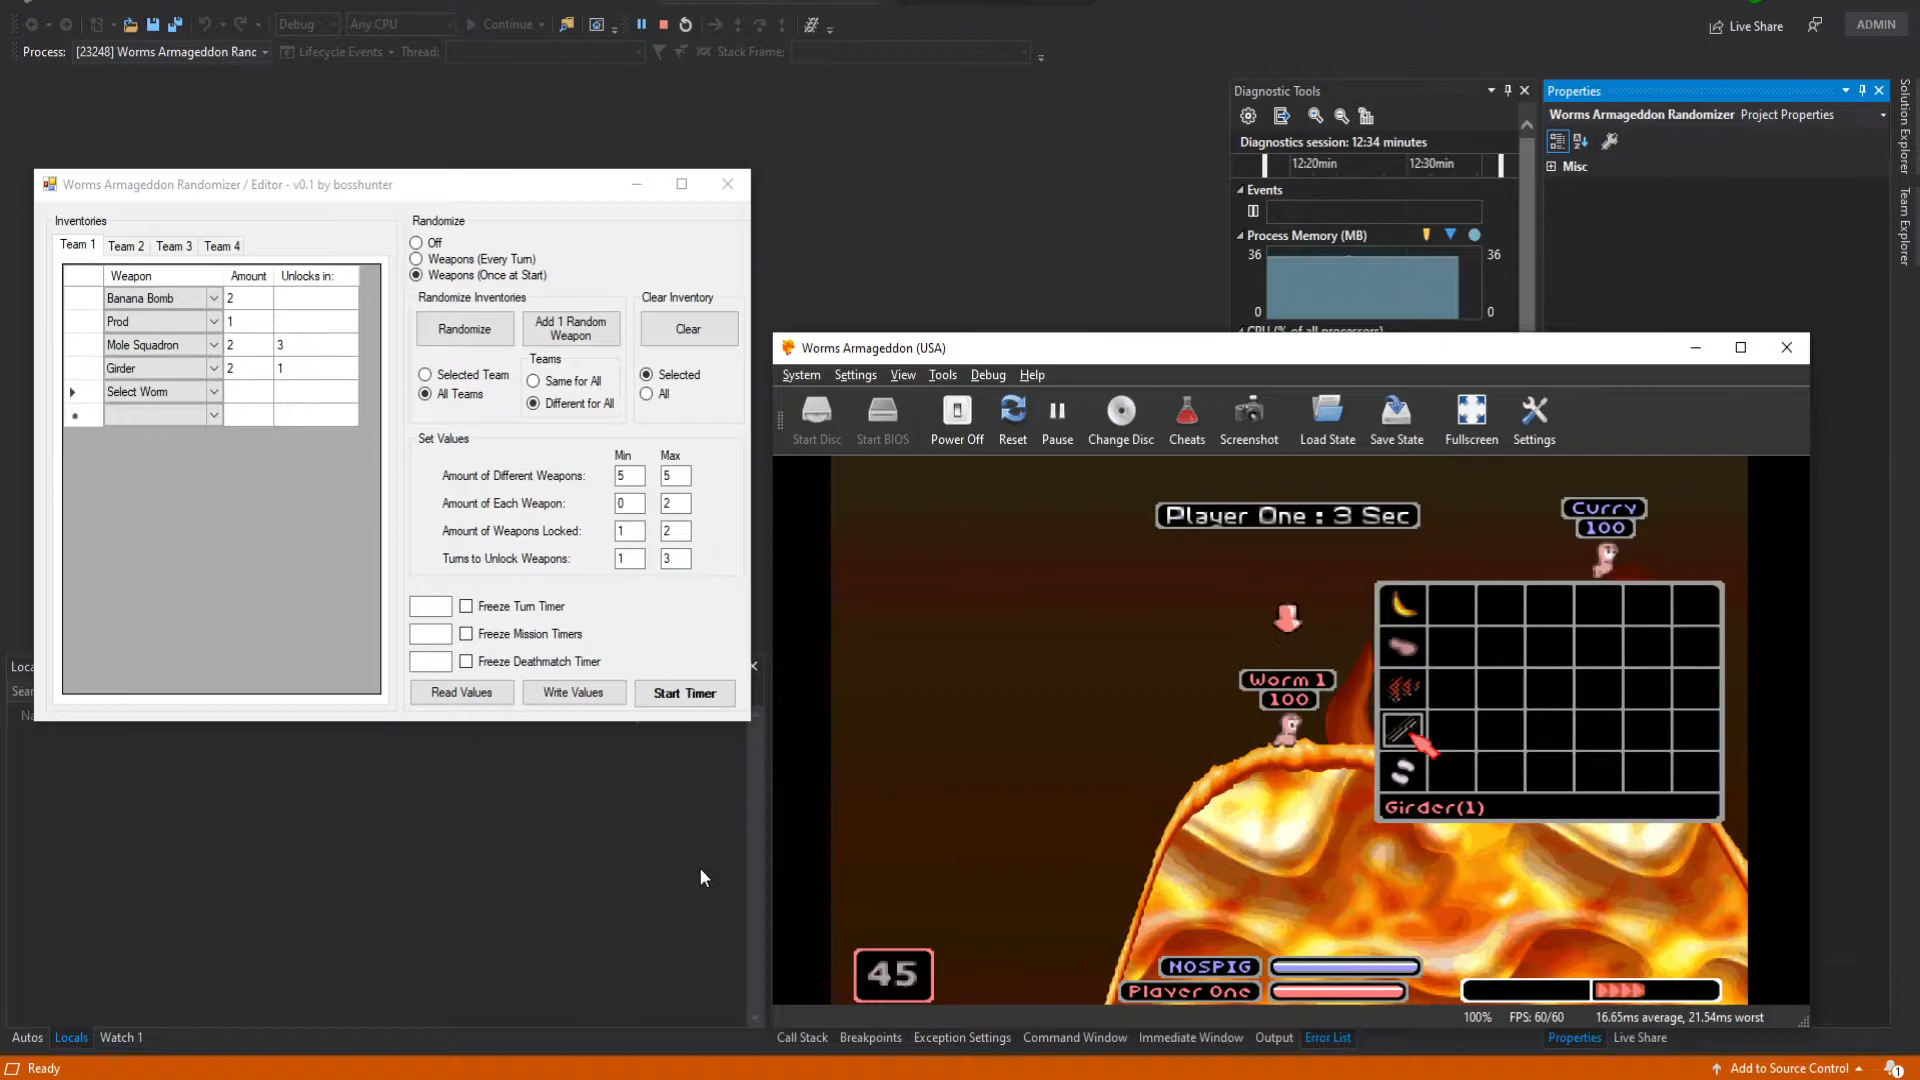 Debug
Any CPU
Continue
Live Share
ADMIN
Process:
[23248] Worms Armageddon Ranc
Lifecycle Events
Thread:
Stack Frame:
Diagnostic Tools
Diagnostics session: 12:34 minutes
12:20min
12:30min
Events
Process Memory (MB)
36
36
0
0
CPU (% of all processors)
Properties
Worms Armageddon Randomizer Project Properties
Misc
Solution Explorer
Team Explorer
Worms Armageddon Randomizer / Editor - v0.1 by bosshunter
Inventories
Team 1
Team 2
Team 3
Team 4
Weapon
Amount
Unlocks in:
Banana Bomb
2
Prod
1
Mole Squadron
2
3
Girder
2
1
Select Worm
*
Randomize
Off
Weapons (Every Turn)
Weapons (Once at Start)
Randomize Inventories
Randomize
Add 1 Random
Weapon
Clear Inventory
Clear
Selected Team
All Teams
Teams
Same for All
Different for All
Selected
All
Set Values
Min
Max
Amount of Different Weapons:
5
5
Amount of Each Weapon:
0
2
Amount of Weapons Locked:
1
2
Turns to Unlock Weapons:
1
3
Freeze Turn Timer
Freeze Mission Timers
Freeze Deathmatch Timer
Read Values
Write Values
Start Timer
Loca
Sear
Na
Worms Armageddon (USA)
System
Settings
View
Tools
Debug
Help
Start Disc
Start BIOS
Power Off
Reset
Pause
Change Disc
Cheats
Screenshot
Load State
Save State
Fullscreen
Settings
Player One : 3 Sec
Curry
100
Worm 1
100
Girder(1)
45
NOSPIG
Player One
100%
FPS: 60/60
16.65ms average, 21.54ms worst
Autos
Locals
Watch 1
Call Stack
Breakpoints
Exception Settings
Command Window
Immediate Window
Output
Error List
Properties
Live Share
Ready
Add to Source Control
1